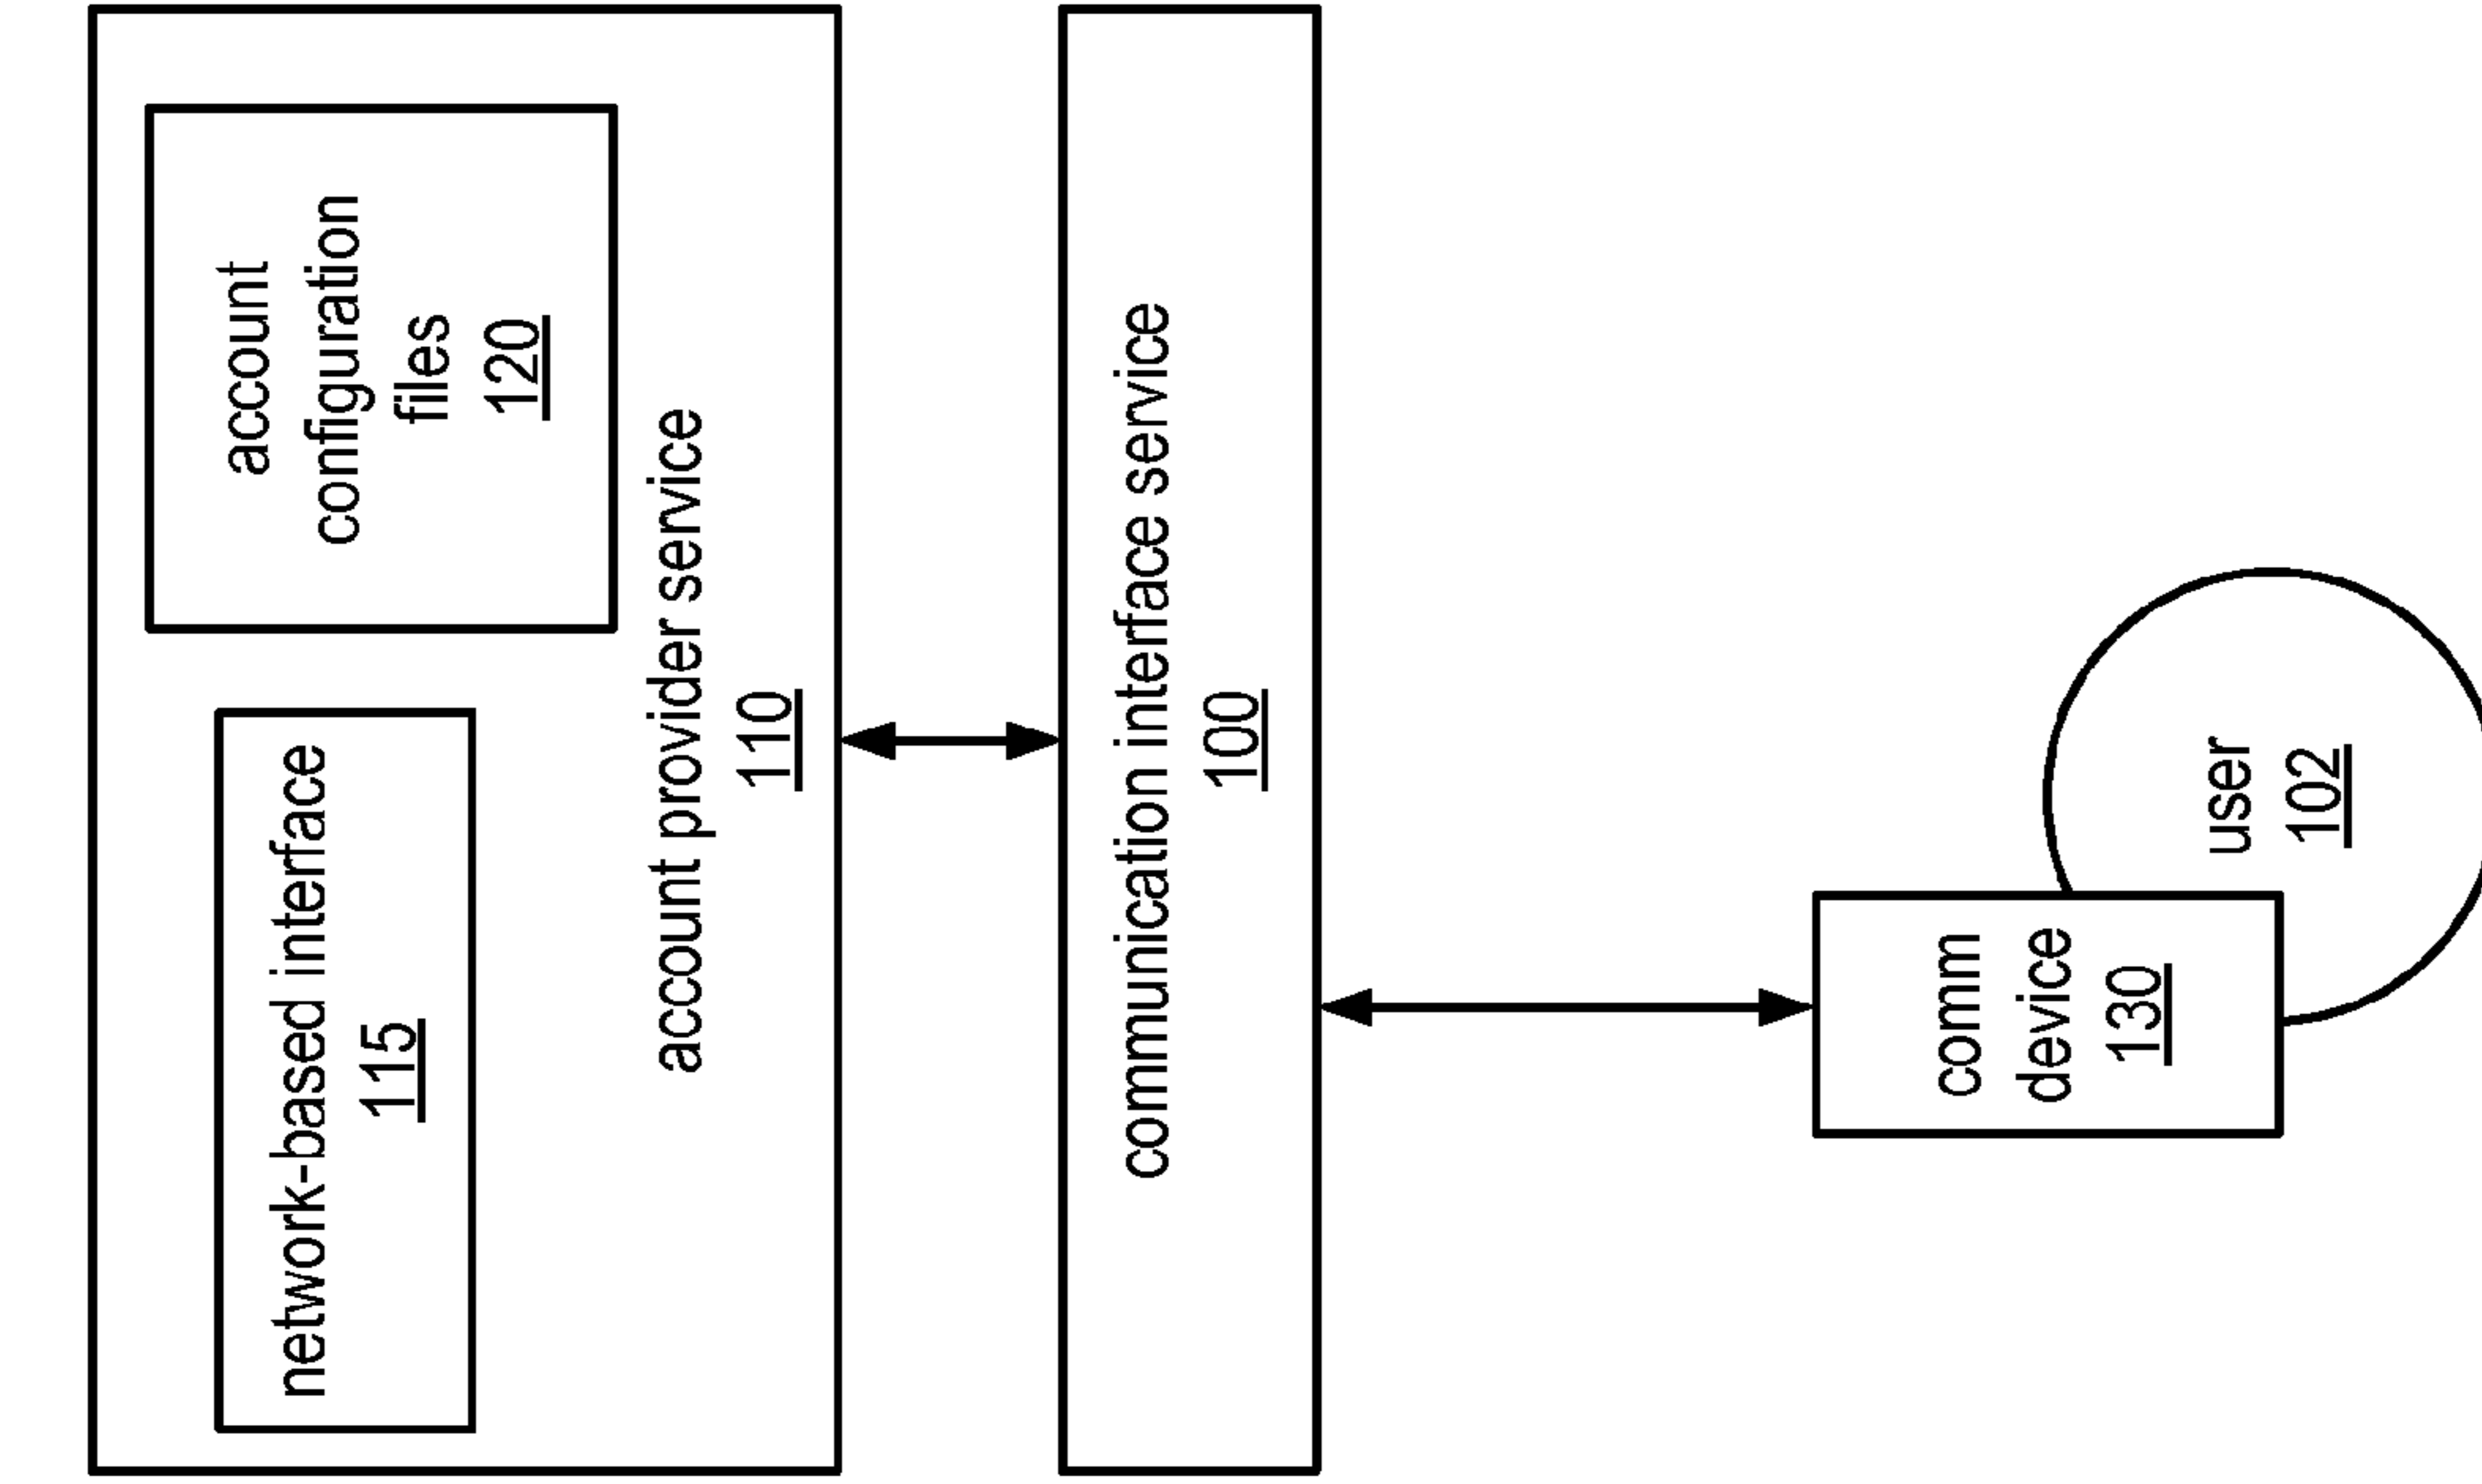 network-based interface
115
account
configuration
files
120
account provider service
110
communication interface service
100
comm
device
130
user
102